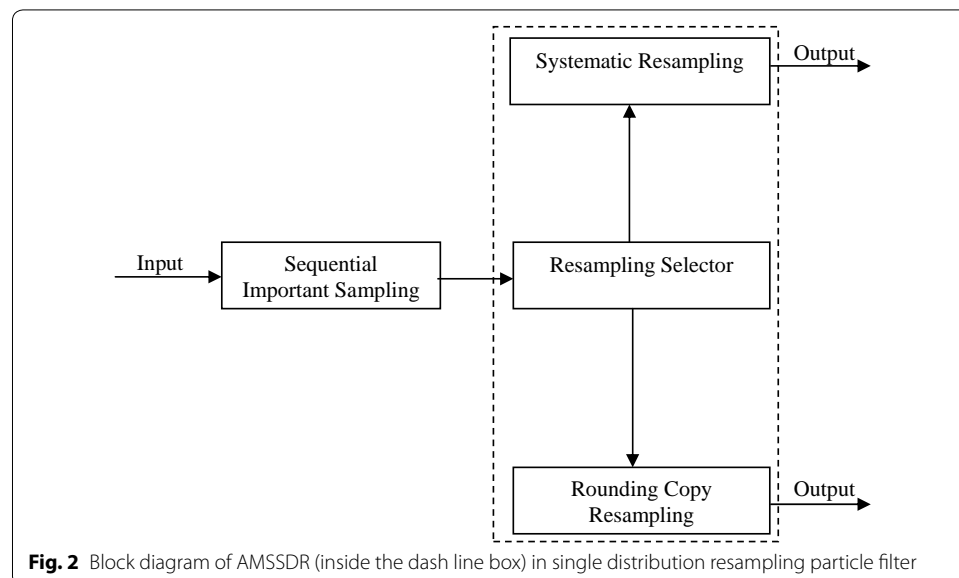 Systematic Resampling
Output
Input
Sequential
Important Sampling
Resampling Selector
Rounding Copy
Resampling
Output
Fig. 2 Block diagram of AMSSDR (inside the dash line box) in single distribution resampling particle filter